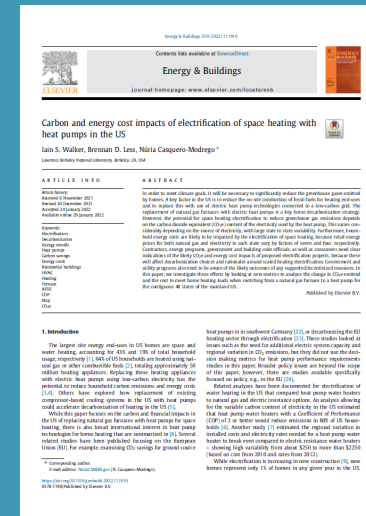 Energy & Buildings 259 (2022) 111910
Contents lists available at ScienceDirect
Energy & Buildings
journal homepage: www.elsevier.com/locate/enb
ELSEVIER
ENERGY
BUILDINGS
Carbon and energy cost impacts of electrification of space heating with
heat pumps in the US
Iain S. Walker, Brennan D. Less, Núria Casquero-Modrego *
Lawrence Berkeley National Laboratory, Berkeley, CA, USA
ARTICLE INFO
Article history:
Received 8 November 2021
Revised 20 December 2021
Accepted 24 January 2022
Available online 29 January 2022
Keywords:
Electrification
Decarbonization
Energy retrofit
Heat pumps
Carbon savings
Energy costs
Residential buildings
HVAC
Heating
Furnace
AFUE
COP
Map
CO₂e
ABSTRACT
In order to meet climate goals, it will be necessary to significantly reduce the greenhouse gases emitted
by homes. A key factor in the US is to reduce the on-site combustion of fossil fuels for heating end-uses
and to replace this with use of electric heat pump technologies connected to a low-carbon grid. The
replacement of natural gas furnaces with electric heat pumps is a key home decarbonization strategy.
However, the potential for space heating electrification to reduce greenhouse gas emissions depends
on the carbon dioxide equivalent (CO₂e) content of the electricity used by the heat pump. This varies con-
siderably depending on the source of electricity, with large state to state variability. Furthermore, house-
hold energy costs are likely to be impacted by the electrification of space heating, because retail energy
prices for both natural gas and electricity in each state vary by factors of seven and four, respectively.
Contractors, energy programs, government and building code officials, as well as consumers need clear
indications of the likely CO₂e and energy cost impacts of proposed electrification projects, because these
will affect decarbonization choices and rationales around scaled heating electrification. Government and
utility programs also need to be aware of the likely outcomes of any supported/incentivized measures. In
this paper, we investigate these effects by looking at new metrics to analyze the change in CO₂e emitted
and the cost to meet home heating loads when switching from a natural gas furnace to a heat pump for
the contiguous 48 states of the mainland US.
Published by Elsevier B.V.
1. Introduction
The largest site energy end-uses in US homes are space and
water heating, accounting for 43% and 19% of total household
usage, respectively [1]. 64% of US households are heated using nat-
ural gas or other combustible fuels [2], totaling approximately 59
million heating appliances. Replacing these heating appliances
with electric heat pumps using low-carbon electricity has the
potential to reduce household carbon emissions and energy costs
[3,4]. Others have explored how replacement of existing
compressor-based cooling systems in the US with heat pumps
could accelerate decarbonization of heating in the US [5].
While this paper focuses on the carbon and financial impacts in
the US of replacing natural gas furnaces with heat pumps for space
heating, there is also broad international interest in heat pump
technologies for home heating that are summarized in [6]. Several
related studies have been published focusing on the European
Union (EU). For example, examining CO₂ savings for ground source
* Corresponding author.
E-mail address: NuriaC1@lbl.gov (N. Casquero-Modrego).
https://doi.org/10.1016/j.enbuild.2022.111910
0378-7788/Published by Elsevier B.V.
heat pumps in southwest Germany [22], or decarbonizing the EU
heating sector through electrification [23]. These studies looked at
issues such as the need for additional electric system capacity and
regional variation in CO₂ emissions, but they did not use the deci-
sion making metrics for heat pump performance requirements
studies in this paper. Broader policy issues are beyond the scope
of this paper, however, there are studies available specifically
focused on policy, e.g., in the EU [24].
Related analyses have been documented for electrification of
water heating in the US that compared heat pump water heaters
to natural gas and electric resistance options. An analysis allowing
for the variable carbon content of electricity in the US estimated
that heat pump water heaters with a Coefficient of Performance
(COP) of 2 or better would reduce emissions in 80% of US house-
holds [6]. Another study [7] estimated the regional variation in
installed costs and electricity rates needed for a heat pump water
heater to break even compared to electric resistance water heaters
– showing high variability from about $250 to more than $2250
(based on cost from 2010 and rates from 2012).
While electrification is increasing in new construction [9], new
homes represent only 1% of homes in any given year in the US.